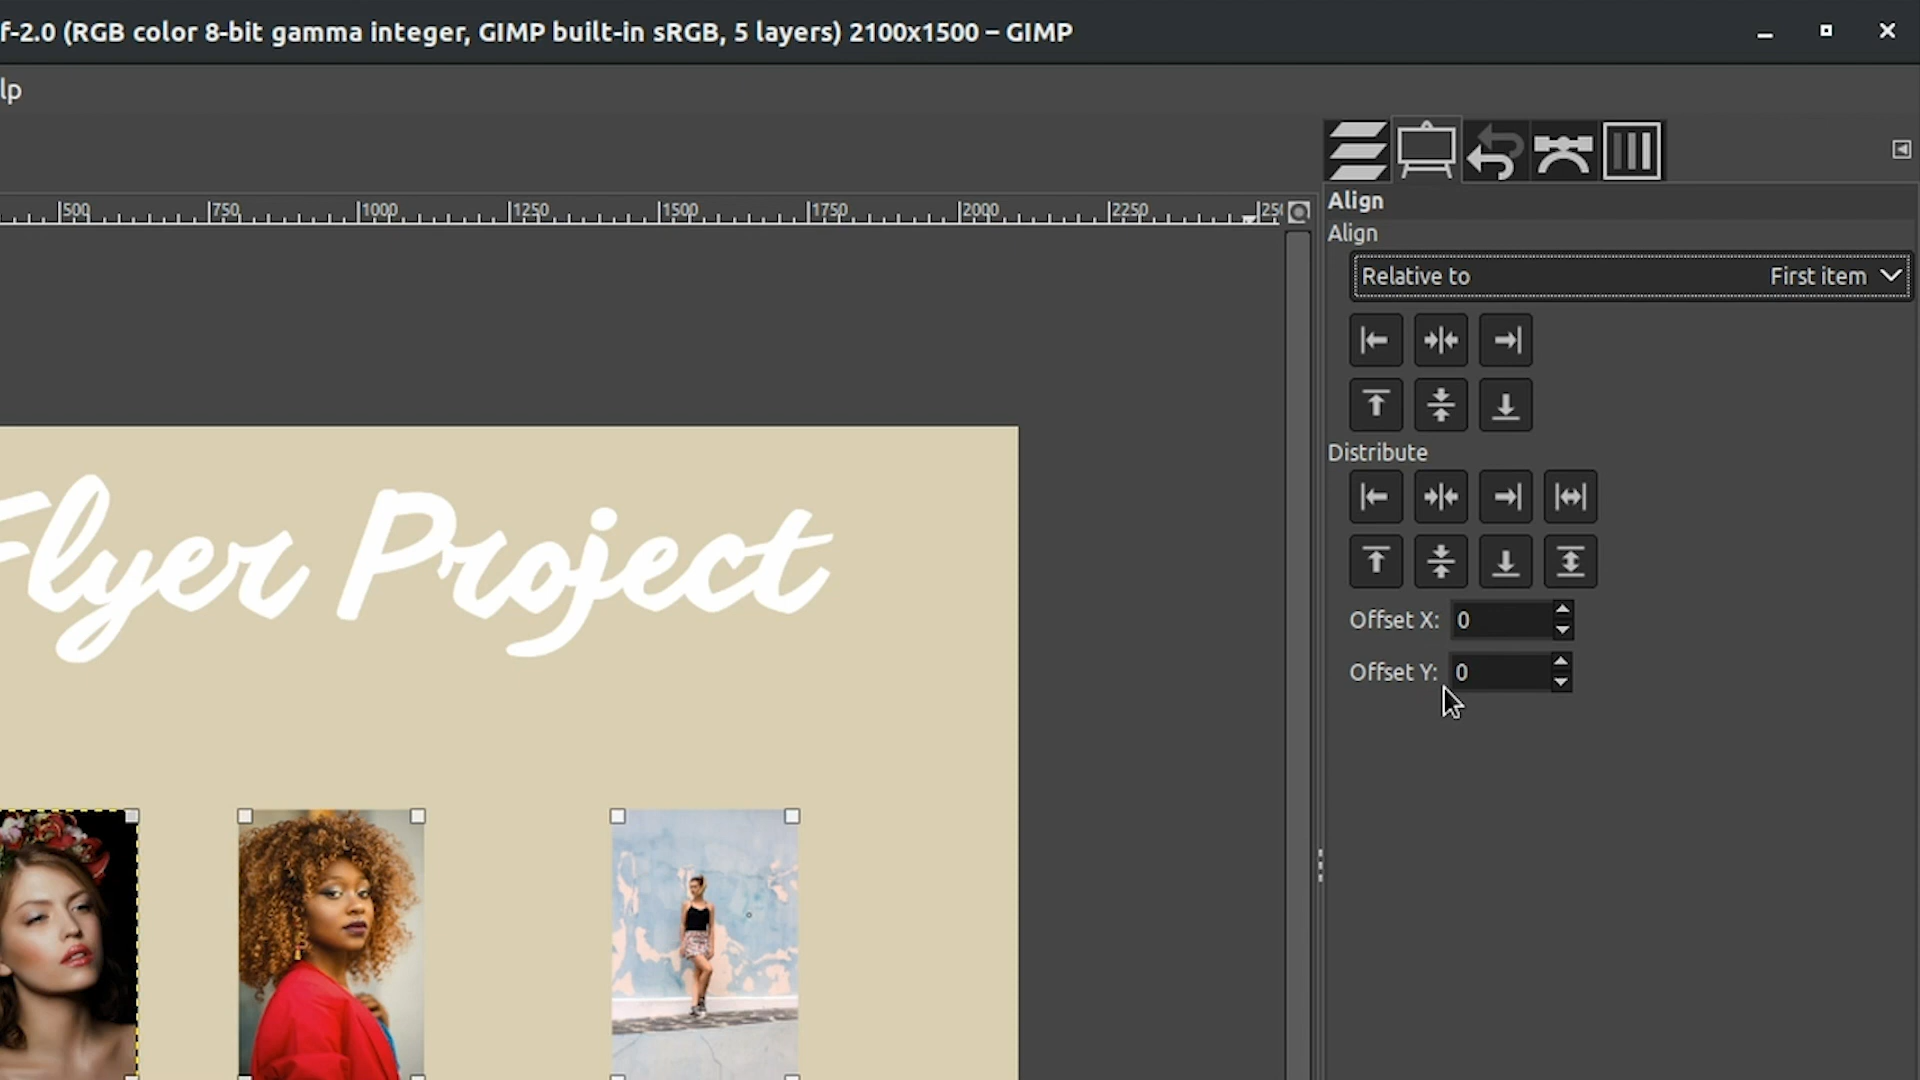 f-2.0 (RGB color 8-bit gamma integer, GIMP built-in sRGB, 5 layers) 2100x1500 – GIMP
lp
500 750 1000 1250 1500 1750 2000 2250 250
Align
Align
Relative to First item
Distribute
Offset X: 0
Offset Y: 0
Flyer Project